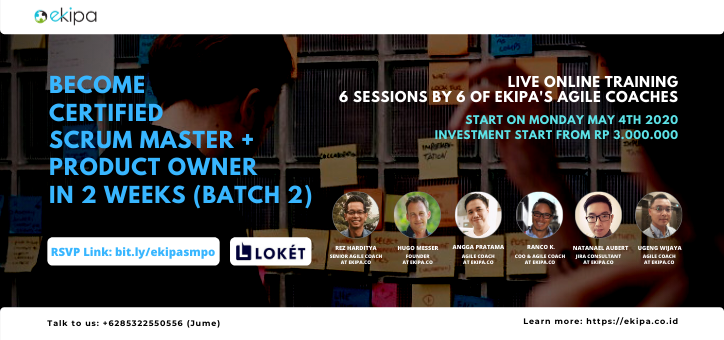 ekipa
BECOME
CERTIFIED
SCRUM MASTER +
PRODUCT OWNER
IN 2 WEEKS (BATCH 2)
LIVE ONLINE TRAINING
6 SESSIONS BY 6 OF EKIPA'S AGILE COACHES
START ON MONDAY MAY 4TH 2020
INVESTMENT START FROM RP 3.000.000
REZ HARDITYA
SENIOR AGILE COACH
AT EKIPA.CO
HUGO MESSER
FOUNDER
AT EKIPA.CO
ANGGA PRATAMA
AGILE COACH
AT EKIPA.CO
RANCO K.
COO & AGILE COACH
AT EKIPA.CO
NATANAEL AUBERT
JIRA CONSULTANT
AT EKIPA.CO
UGENG WIJAYA
AGILE COACH
AT EKIPA.CO
RSVP Link: bit.ly/ekipasmpo
LOKÉT
Talk to us: +6285322550556 (Jume)
Learn more: https://ekipa.co.id